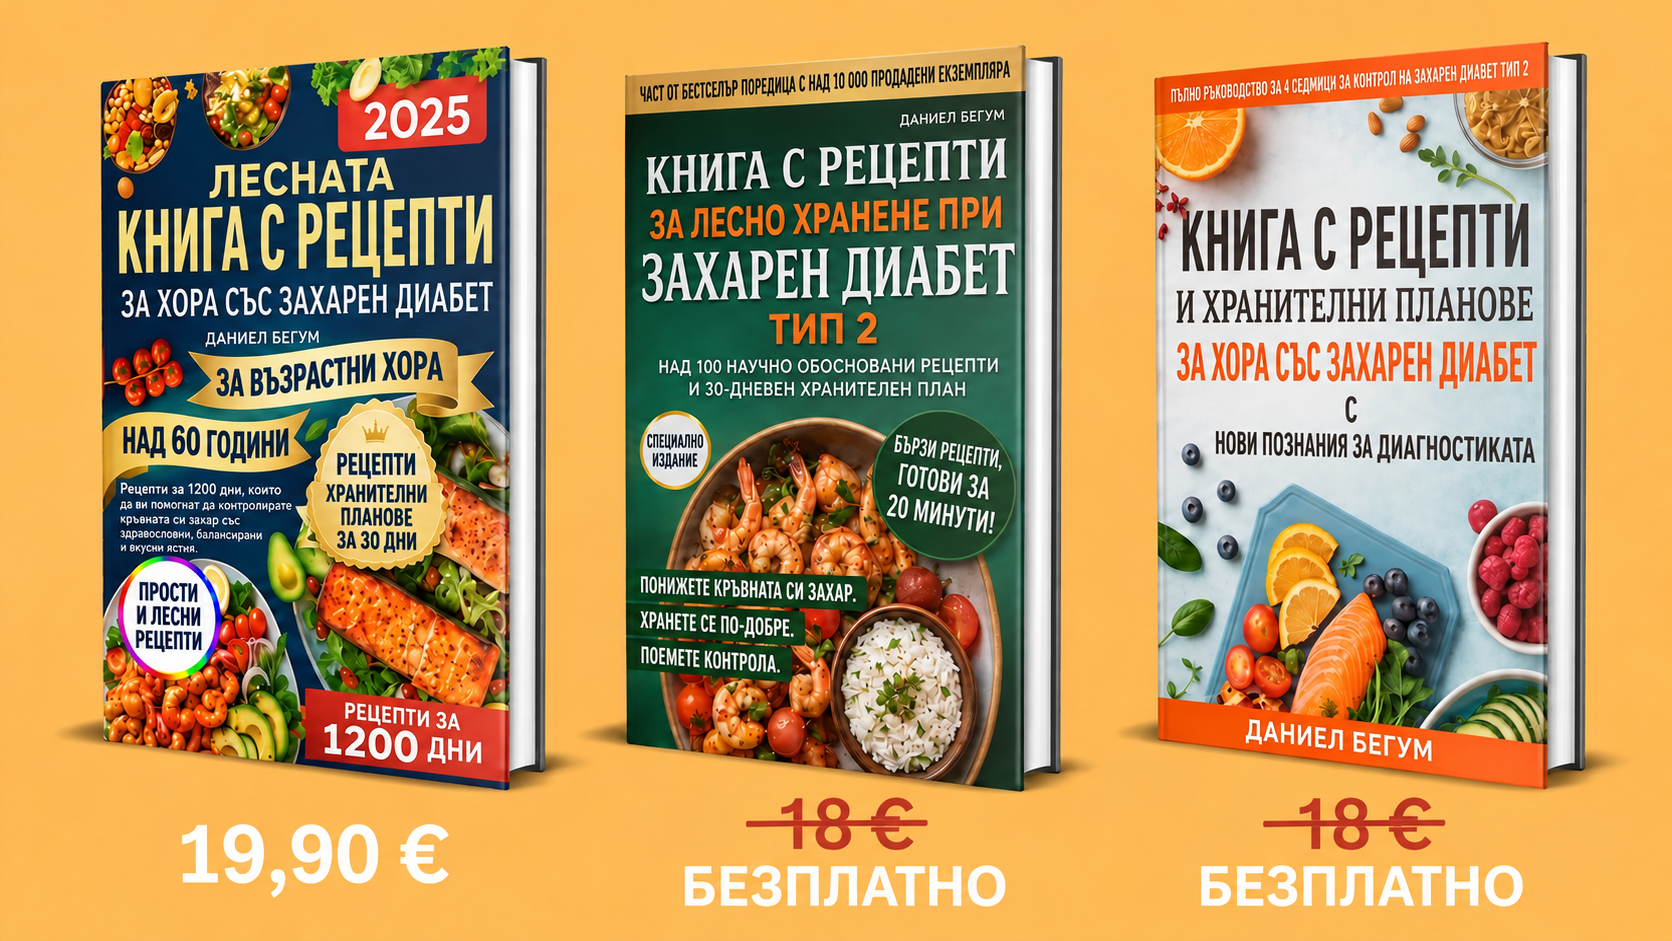 2025
ЛЕСНАТА
КНИГА С РЕЦЕПТИ
ЗА ХОРА СЪС ЗАХАРЕН ДИАБЕТ
ДАНИЕЛ БЕГУМ
ЗА ВЪЗРАСТНИ ХОРА
НАД 60 ГОДИНИ
РЕЦЕПТИ
ХРАНИТЕЛНИ
ПЛАНОВЕ
ЗА 30 ДНИ
Рецепти за 1200 дни, които
да ви помогнат да контролирате
кръвната си захар със
здравословни, балансирани
и вкусни ястия.
ПРОСТИ
И ЛЕСНИ
РЕЦЕПТИ
РЕЦЕПТИ ЗА
1200 ДНИ
19,90 €
ЧАСТ ОТ БЕСТСЕЛЪР ПОРЕДИЦА С НАД 10 000 ПРОДАДЕНИ ЕКЗЕМПЛЯРА
ДАНИЕЛ БЕГУМ
КНИГА С РЕЦЕПТИ
ЗА ЛЕСНО ХРАНЕНЕ ПРИ
ЗАХАРЕН ДИАБЕТ
ТИП 2
НАД 100 НАУЧНО ОБОСНОВАНИ РЕЦЕПТИ
И 30-ДНЕВЕН ХРАНИТЕЛЕН ПЛАН
СПЕЦИАЛНО
ИЗДАНИЕ
БЪРЗИ РЕЦЕПТИ,
ГОТОВИ ЗА
20 МИНУТИ!
ПОНИЖЕТЕ КРЪВНАТА СИ ЗАХАР.
ХРАНЕТЕ СЕ ПО-ДОБРЕ.
ПОЕМЕТЕ КОНТРОЛА.
18 €
БЕЗПЛАТНО
ПЪЛНО РЪКОВОДСТВО ЗА 4 СЕДМИЦИ ЗА КОНТРОЛ НА ЗАХАРЕН ДИАВЕТ ТИП 2
КНИГА С РЕЦЕПТИ
И ХРАНИТЕЛНИ ПЛАНОВЕ
ЗА ХОРА СЪС ЗАХАРЕН ДИАБЕТ
С
НОВИ ПОЗНАНИЯ ЗА ДИАГНОСТИКАТА
ДАНИЕЛ БЕГУМ
18 €
БЕЗПЛАТНО